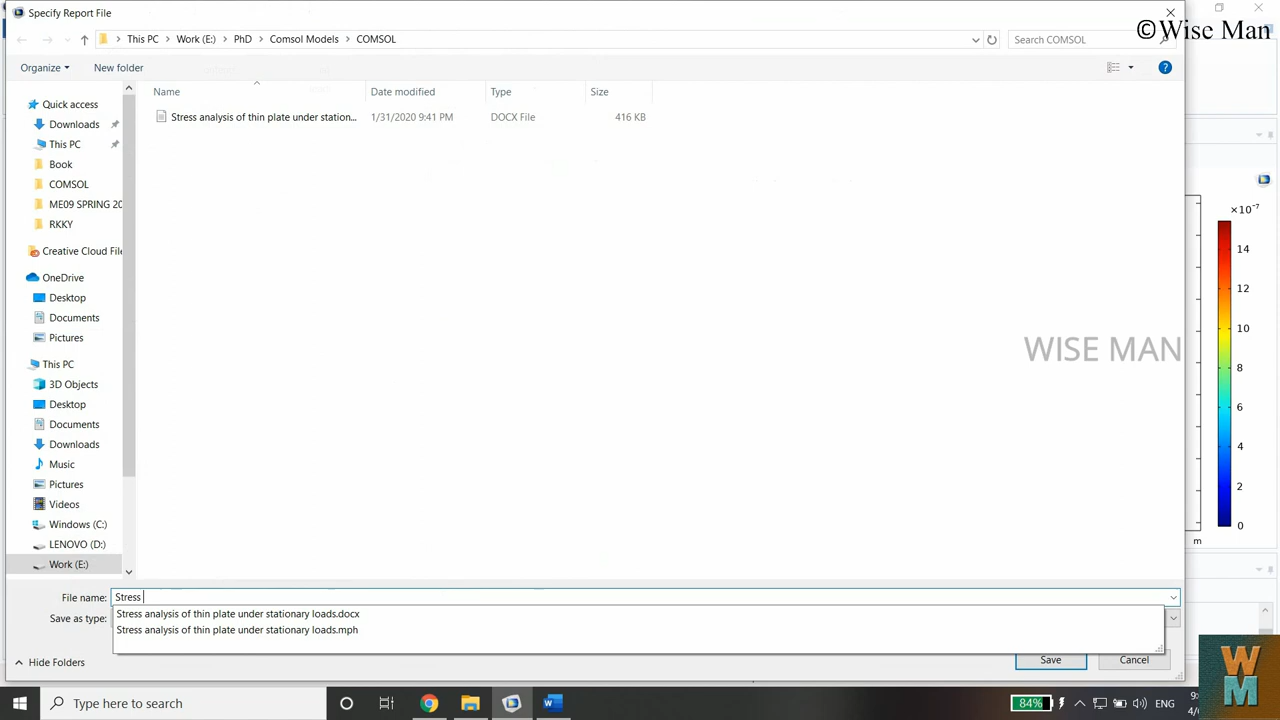 Specify Report File
©Wise Man
This PC > Work (E:) > PhD > Comsol Models > COMSOL
Search COMSOL
Organize
New folder
Name
Date modified
Type
Size
Stress analysis of thin plate under station...
1/31/2020 9:41 PM
DOCX File
416 KB
Quick access
Downloads
This PC
Book
COMSOL
ME09 SPRING 20
RKKY
Creative Cloud File
OneDrive
Desktop
Documents
Pictures
This PC
3D Objects
Desktop
Documents
Downloads
Music
Pictures
Videos
Windows (C:)
LENOVO (D:)
Work (E:)
×10⁻⁷
14
12
10
8
6
4
2
0
m
WISE MAN
File name:
Stress
Save as type:
Stress analysis of thin plate under stationary loads.docx
Stress analysis of thin plate under stationary loads.mph
Hide Folders
Save
Cancel
WM
Type here to search
84%
ENG